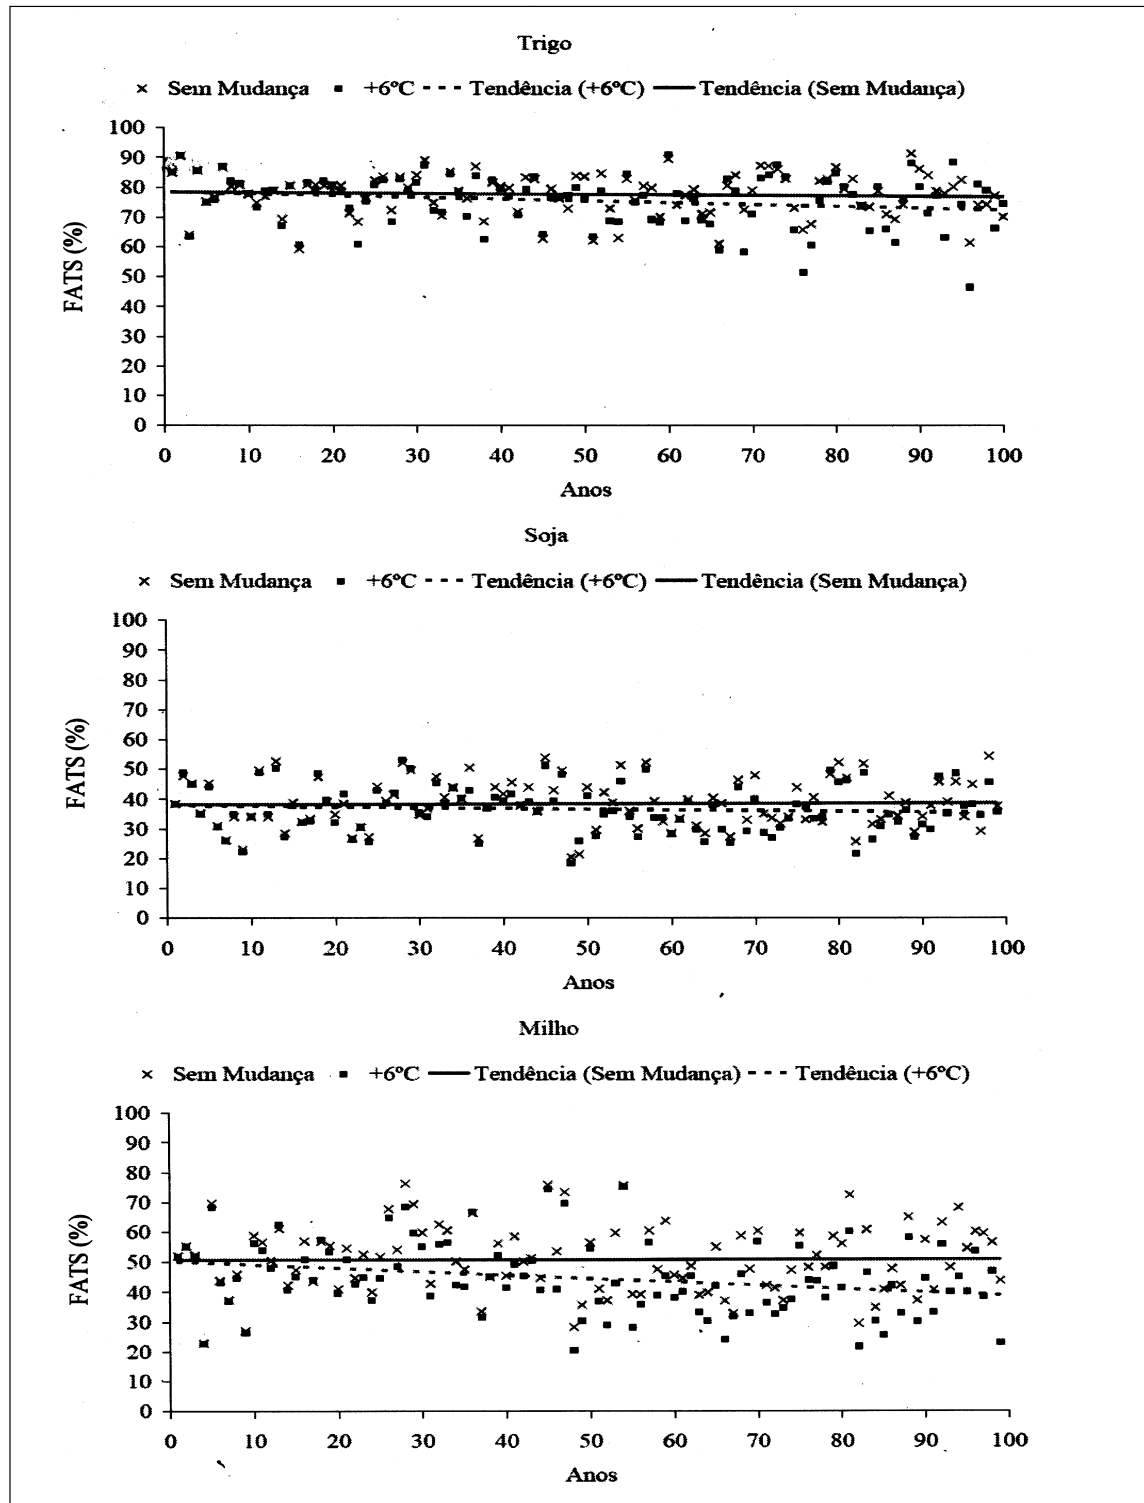 Trigo
× Sem Mudança ■ +6ºC - - - - Tendência (+6ºC) —— Tendência (Sem Mudança)
100
90
80
70
60
50
40
30
20
10
0
FATS (%)
0 10 20 30 40 50 60 70 80 90 100
Anos
Soja
× Sem Mudança ■ +6ºC - - - - Tendência (+6ºC) —— Tendência (Sem Mudança)
100
90
80
70
60
50
40
30
20
10
0
FATS (%)
0 10 20 30 40 50 60 70 80 90 100
Anos
Milho
× Sem Mudança ■ +6ºC —— Tendência (Sem Mudança) - - - - Tendência (+6ºC)
100
90
80
70
60
50
40
30
20
10
0
FATS (%)
0 10 20 30 40 50 60 70 80 90 100
Anos